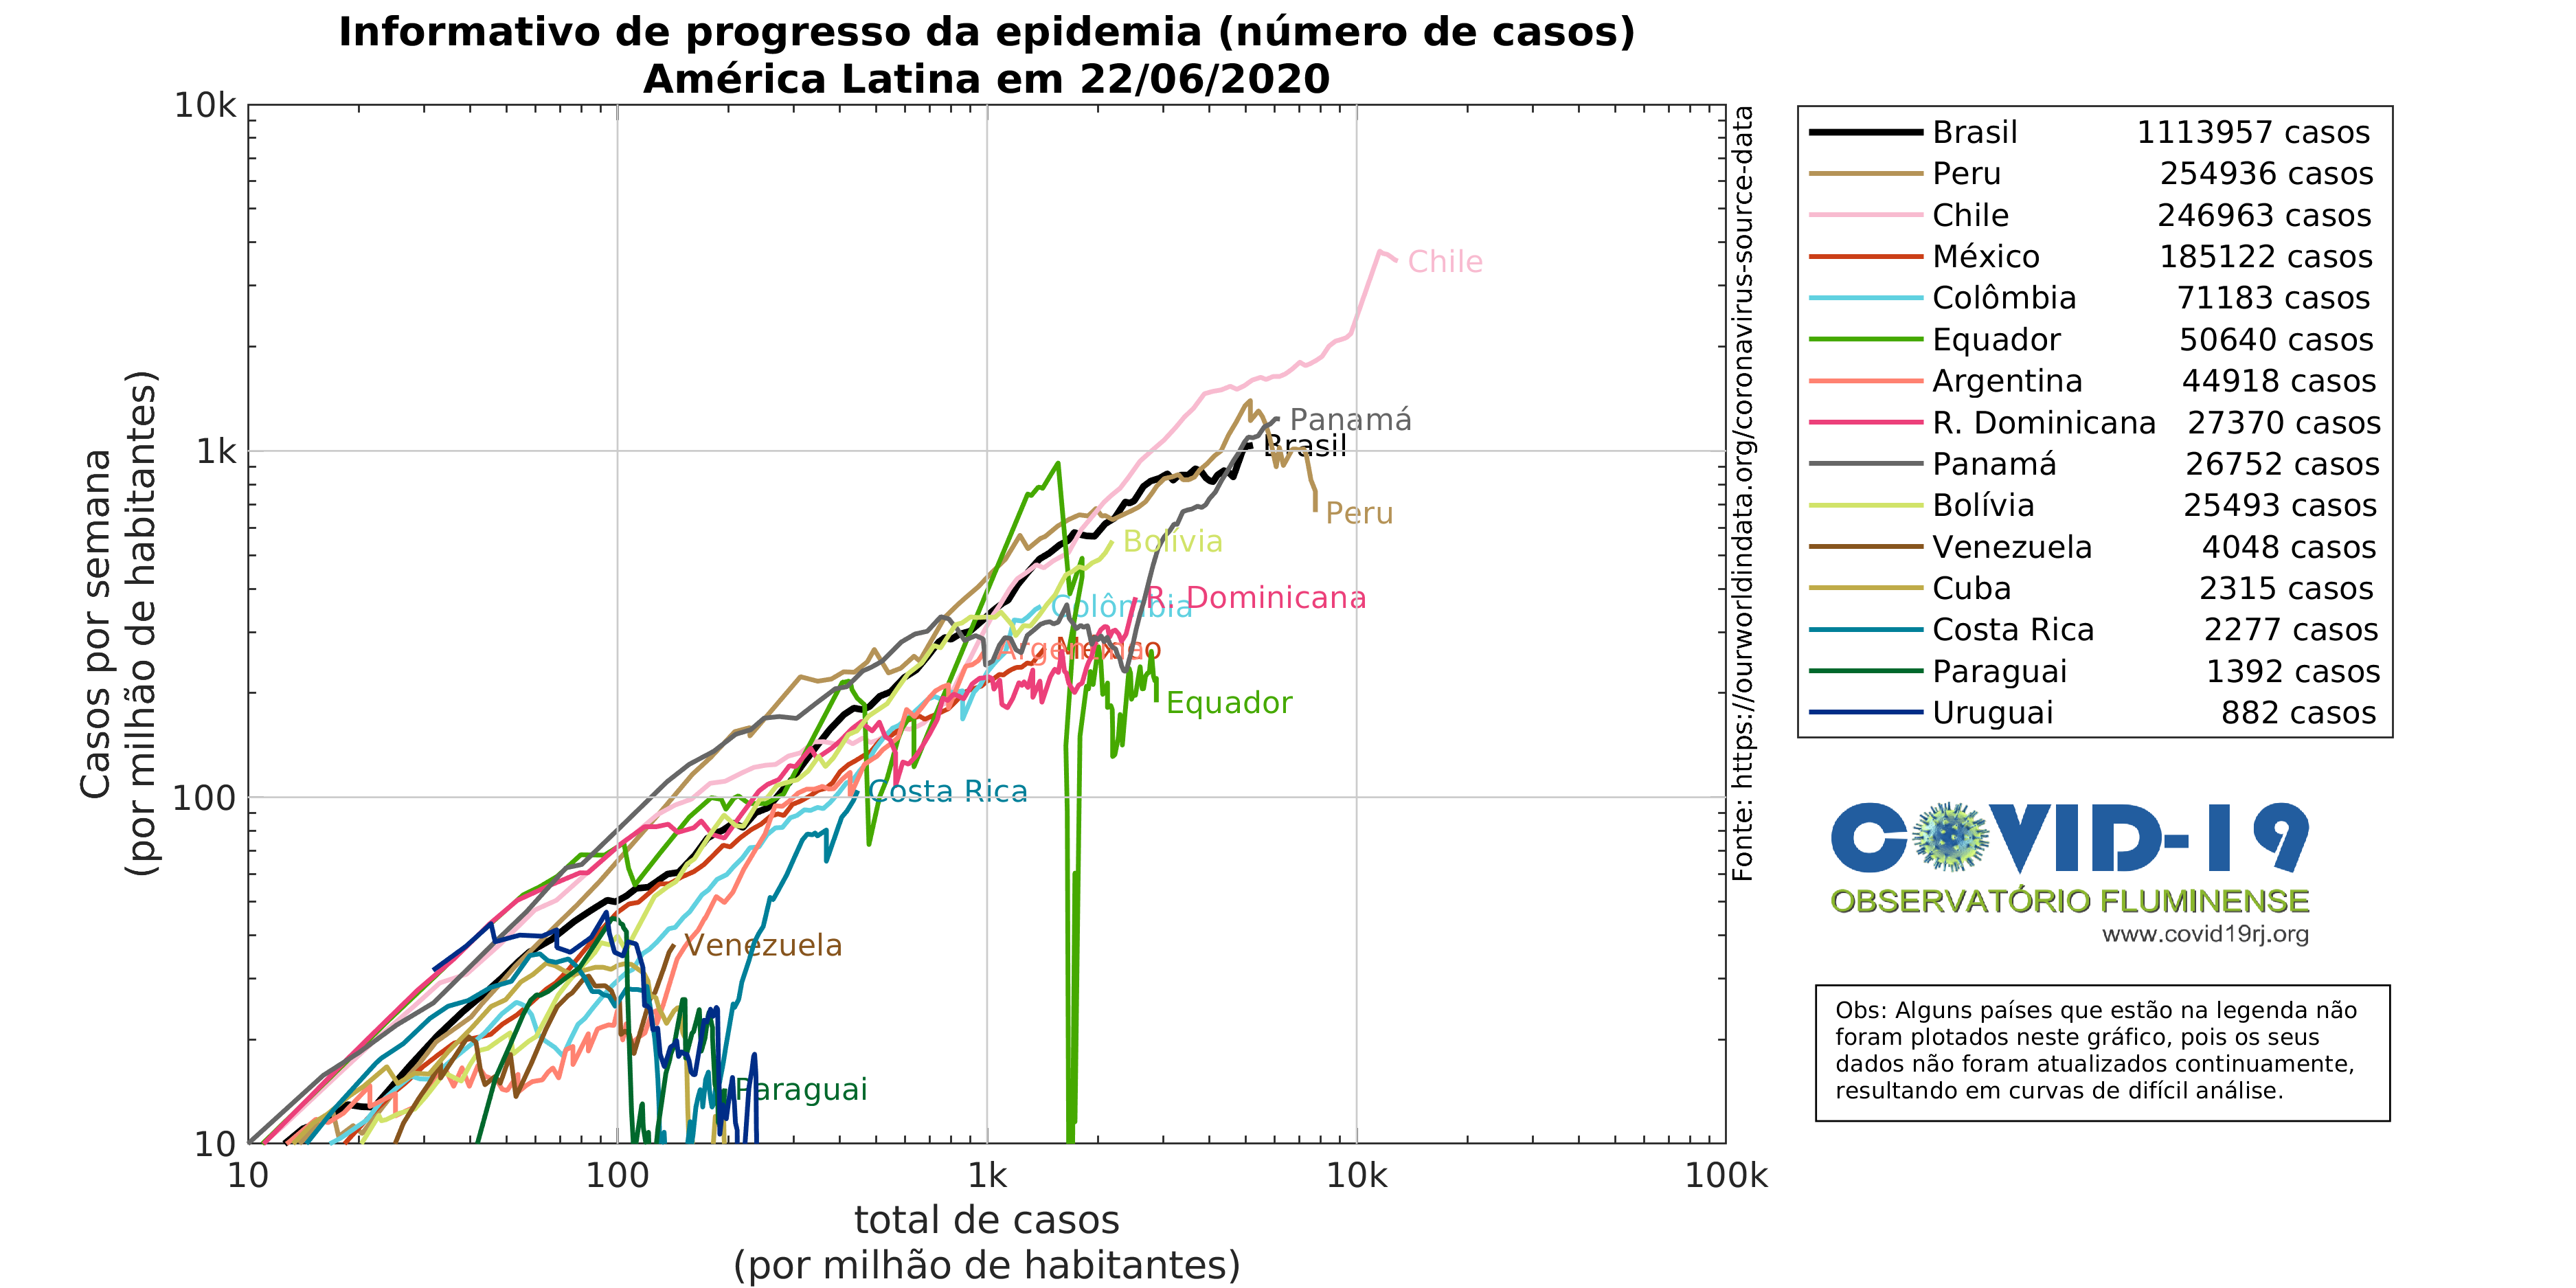 Informativo de progresso da epidemia (número de casos)
América Latina em 22/06/2020
10k
1k
100
10
10
100
1k
10k
100k
Casos por semana
(por milhão de habitantes)
total de casos
(por milhão de habitantes)
Chile
Panamá
Brasil
Peru
Bolívia
R. Dominicana
Colômbia
Argentina
México
Equador
Costa Rica
Venezuela
Paraguai
Fonte: https://ourworldindata.org/coronavirus-source-data
Brasil 1113957 casos
Peru 254936 casos
Chile 246963 casos
México 185122 casos
Colômbia 71183 casos
Equador 50640 casos
Argentina 44918 casos
R. Dominicana 27370 casos
Panamá 26752 casos
Bolívia 25493 casos
Venezuela 4048 casos
Cuba 2315 casos
Costa Rica 2277 casos
Paraguai 1392 casos
Uruguai 882 casos
COVID-19
OBSERVATÓRIO FLUMINENSE
www.covid19rj.org
Obs: Alguns países que estão na legenda não
foram plotados neste gráfico, pois os seus
dados não foram atualizados continuamente,
resultando em curvas de difícil análise.